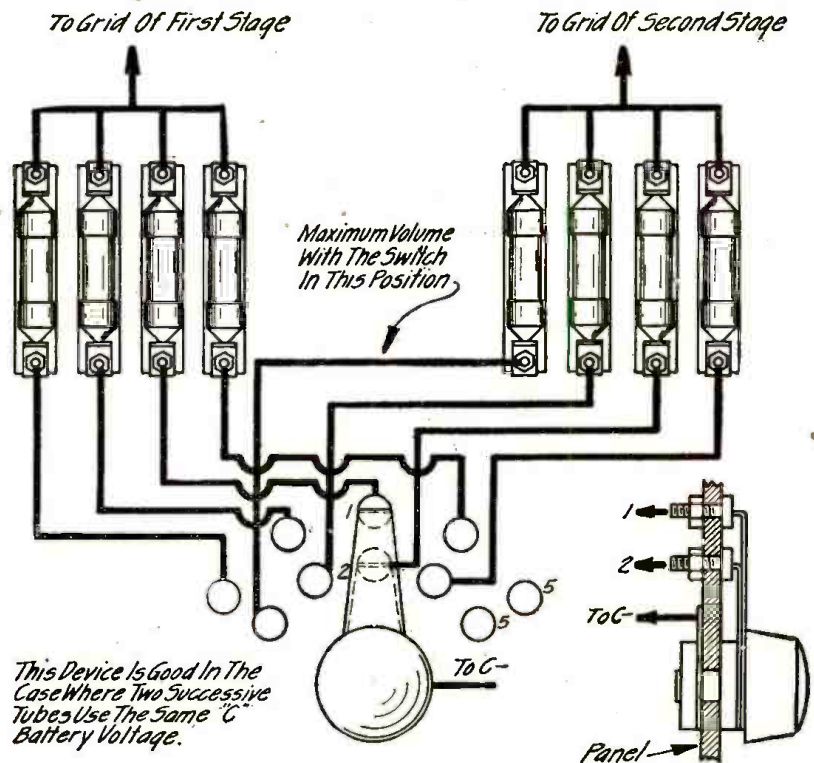 To Grid Of First Stage
To Grid Of Second Stage
Maximum Volume
With The Switch
In This Position
1
2
5
5
To C-
This Device Is Good In The
Case Where Two Successive
Tubes Use The Same "C"
Battery Voltage.
1
2
To C-
Panel